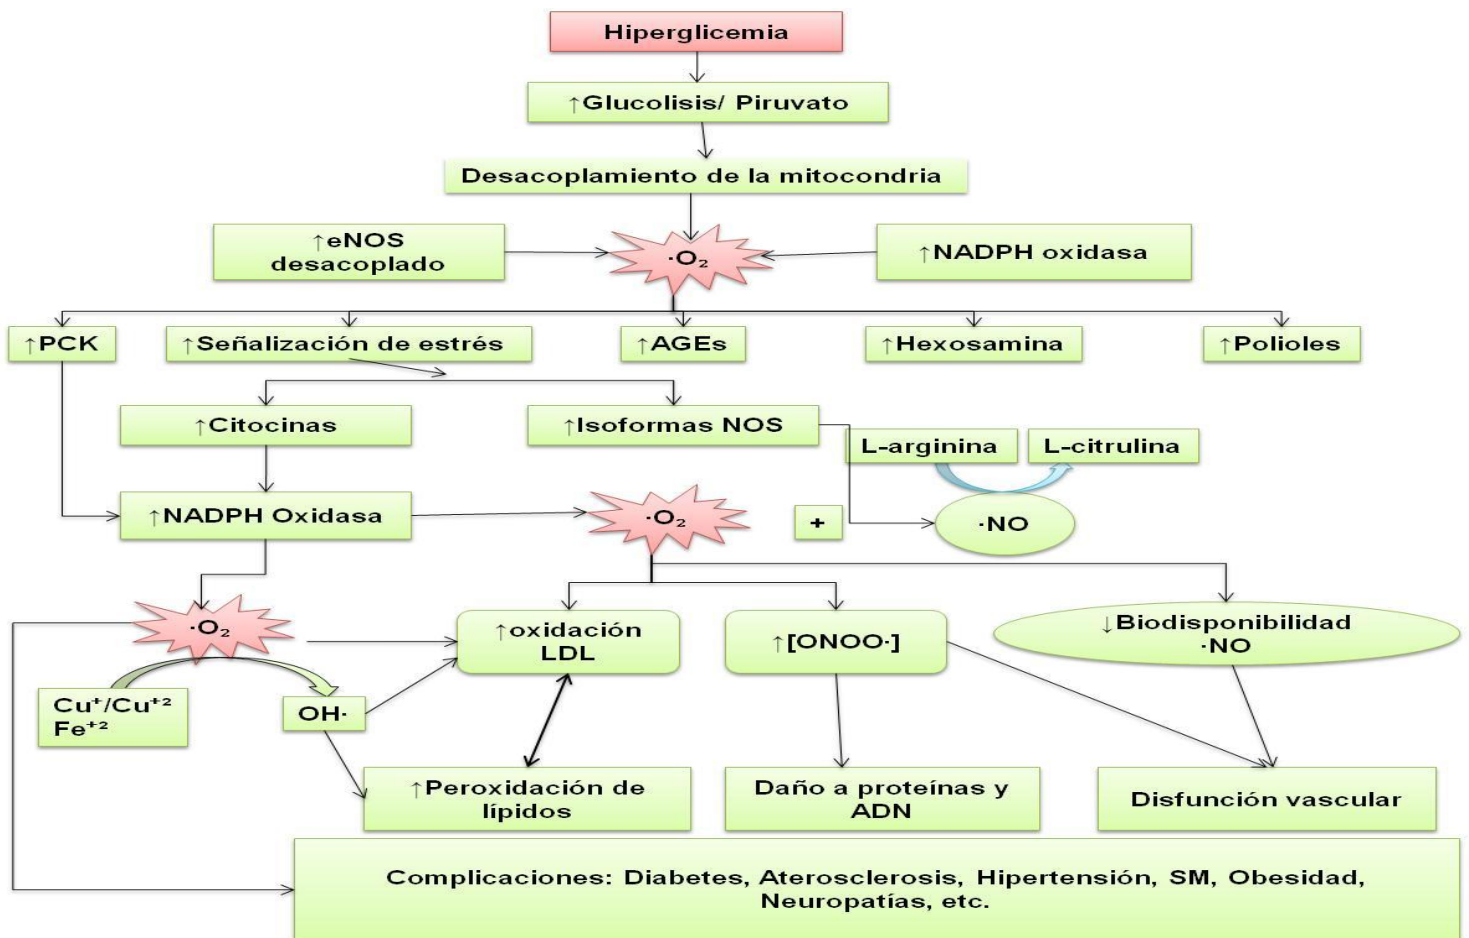 Hiperglicemia
↑Glucolisis/ Piruvato
Desacoplamiento de la mitocondria
↑eNOS
desacoplado
·O₂
↑NADPH oxidasa
↑PCK
↑Señalización de estrés
↑AGEs
↑Hexosamina
↑Polioles
↑Citocinas
↑Isoformas NOS
L-arginina
L-citrulina
↑NADPH Oxidasa
·O₂
+
·NO
·O₂
↑oxidación
LDL
↑[ONOO·]
↓Biodisponibilidad
·NO
Cu⁺/Cu⁺²
Fe⁺²
OH·
↑Peroxidación de
lípidos
Daño a proteínas y
ADN
Disfunción vascular
Complicaciones: Diabetes, Aterosclerosis, Hipertensión, SM, Obesidad,
Neuropatías, etc.